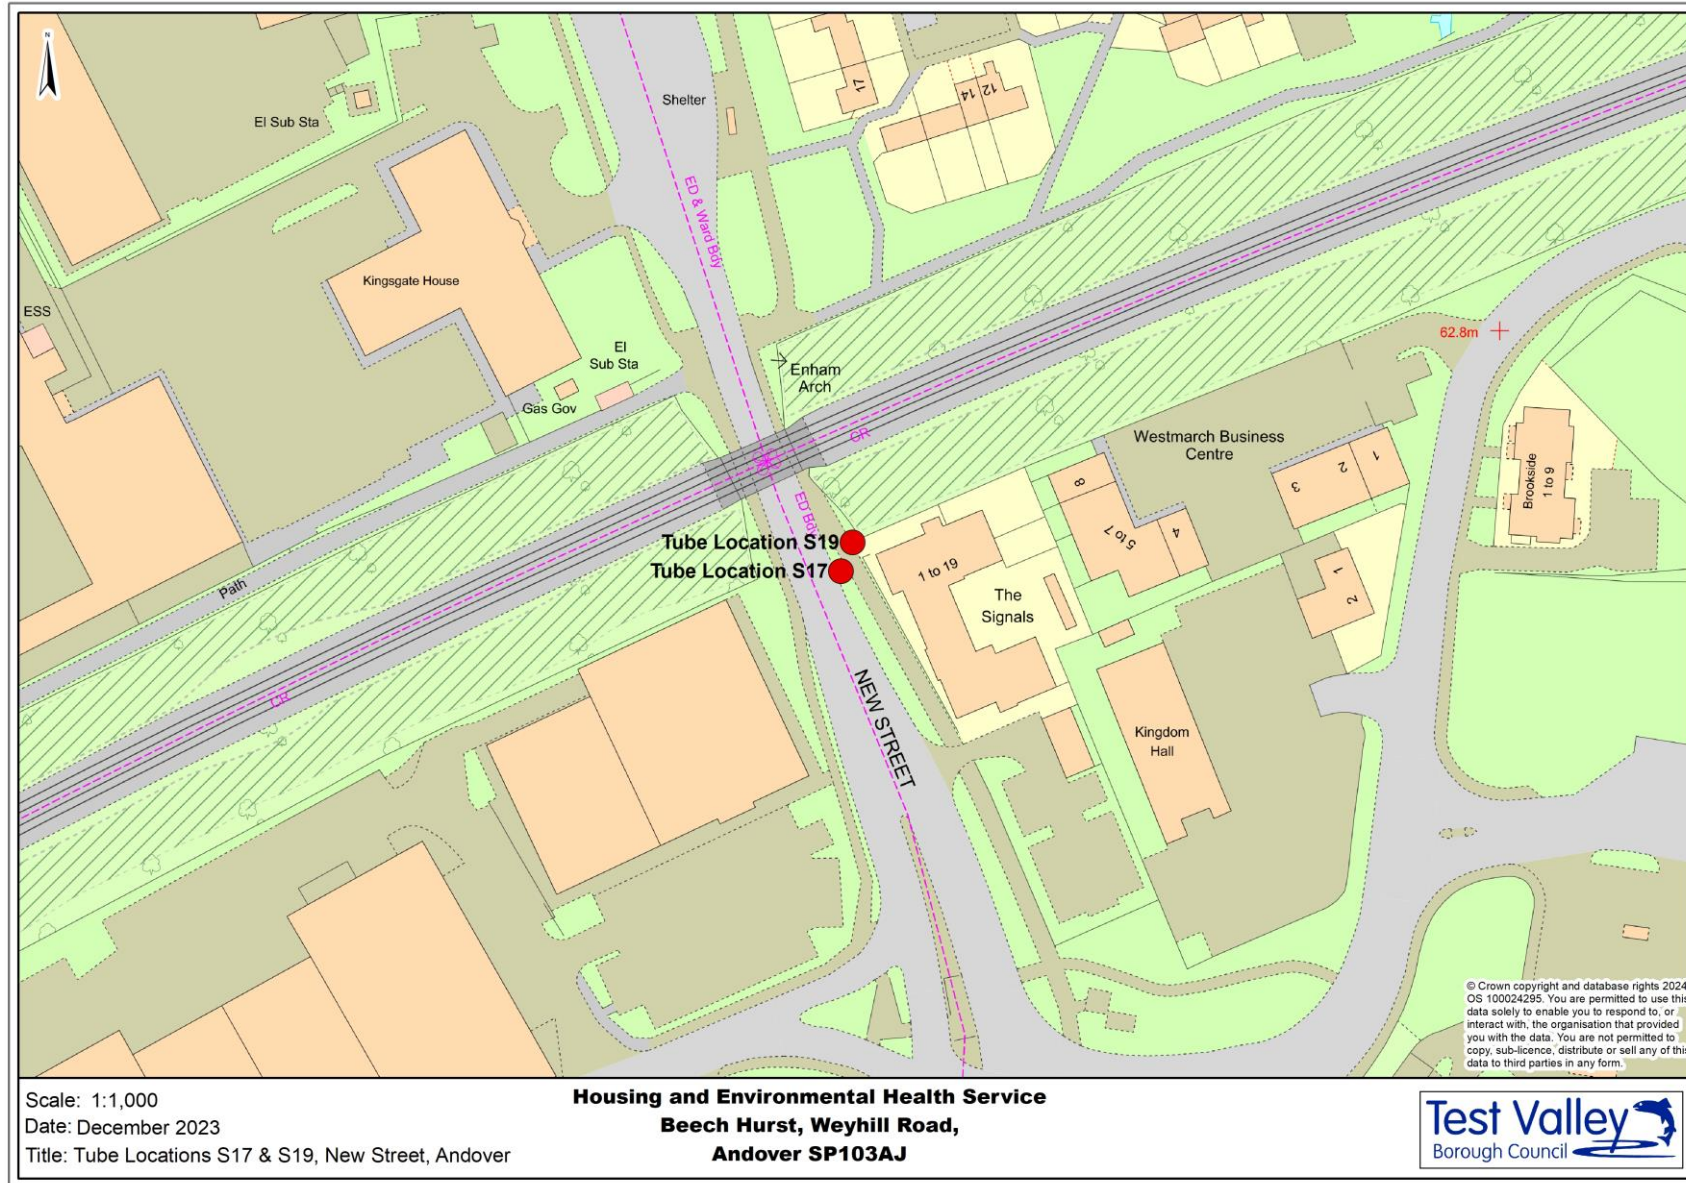 N
Shelter
17
12
14
El Sub Sta
ED & Ward Bdy
Kingsgate House
ESS
62.8m
El
Sub Sta
Enham
Arch
Gas Gov
CR
Westmarch Business
Centre
1
2
3
8
Brookside
1 to 9
ED Bdy
4
5 to 7
Tube Location S19
Tube Location S17
1 to 19
1
2
The
Signals
Path
CR
NEW STREET
Kingdom
Hall
© Crown copyright and database rights 2024
OS 100024295. You are permitted to use this
data solely to enable you to respond to, or
interact with, the organisation that provided
you with the data. You are not permitted to
copy, sub-licence, distribute or sell any of this
data to third parties in any form.
Scale: 1:1,000
Date: December 2023
Title: Tube Locations S17 & S19, New Street, Andover
Housing and Environmental Health Service
Beech Hurst, Weyhill Road,
Andover SP103AJ
Test Valley
Borough Council